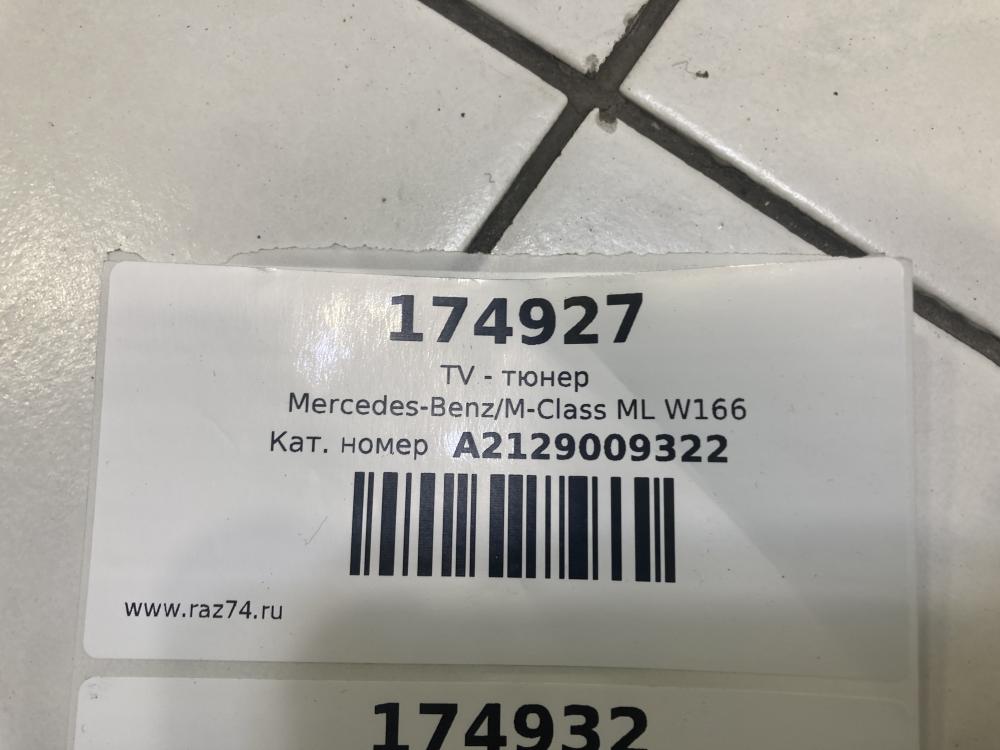 174927
TV - тюнер
Mercedes-Benz/M-Class ML W166
Кат. номер A2129009322
www.raz74.ru
174932